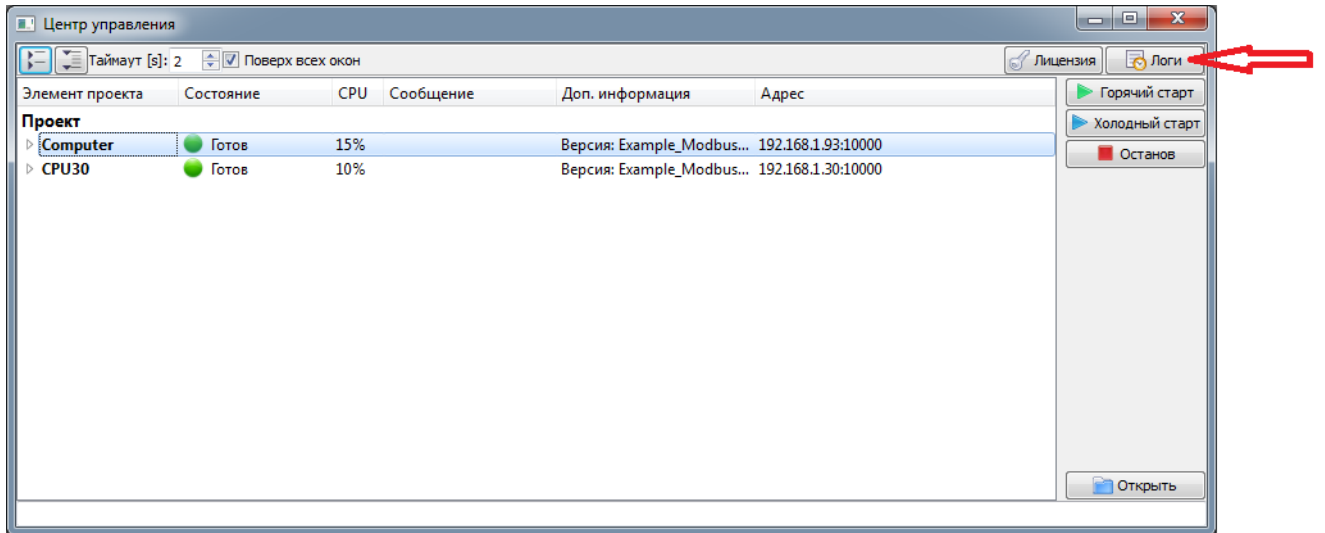 Центр управления
Таймаут [s]: 2 Поверх всех окон Лицензия Логи
Элемент проекта Состояние CPU Сообщение Доп. информация Адрес Горячий старт
Проект Холодный старт
Computer Готов 15% Версия: Example_Modbus... 192.168.1.93:10000 Останов
CPU30 Готов 10% Версия: Example_Modbus... 192.168.1.30:10000
Открыть